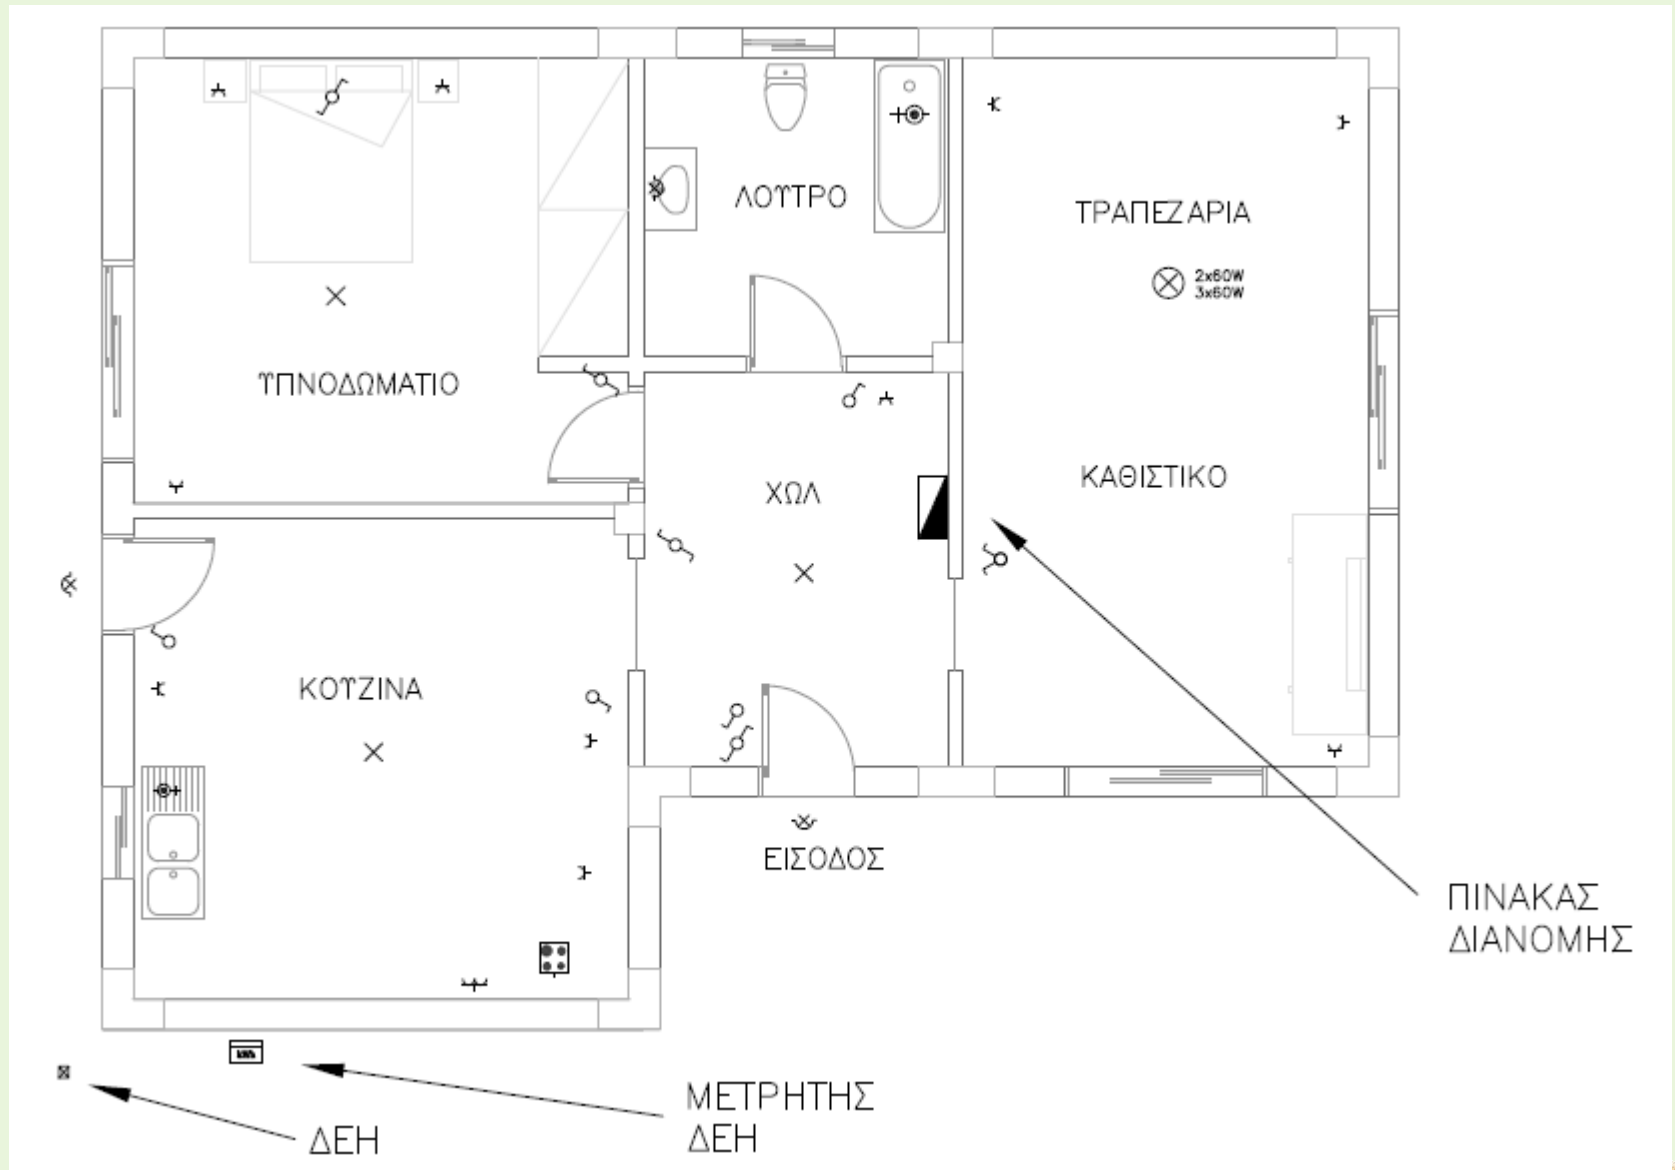 ΛΟΥΤΡΟ
ΤΡΑΠΕΖΑΡΙΑ
2x60W
3x60W
ΥΠΝΟΔΩΜΑΤΙΟ
ΧΩΛ
ΚΑΘΙΣΤΙΚΟ
ΚΟΥΖΙΝΑ
ΕΙΣΟΔΟΣ
ΠΙΝΑΚΑΣ
ΔΙΑΝΟΜΗΣ
ΜΕΤΡΗΤΗΣ
ΔΕΗ
ΔΕΗ